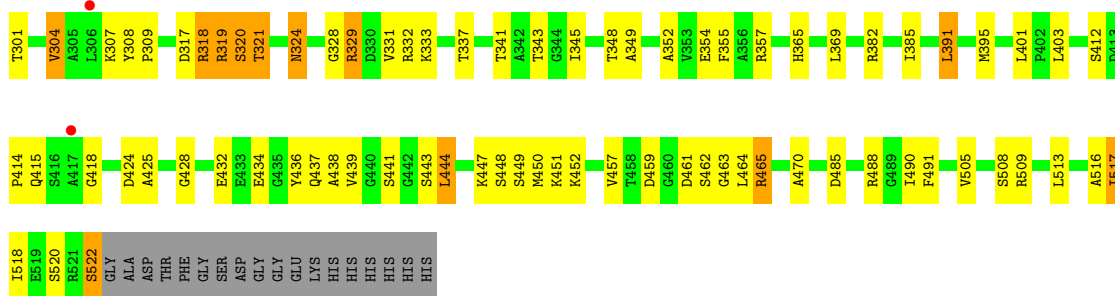 T301 V304 A305 L306 K307 Y308 P309 D317 R318 R319 S320 T321 N324 G328 R329 D330 V331 R332 K333 T337 T341 A342 T343 G344 I345 T348 A349 A352 V353 E354 F355 A356 R357 H365 L369 R382 I385 L391 M395 L401 P402 L403 S412 D413
P414 Q415 S416 A417 G418 D424 A425 G428 E432 E433 E434 G435 Y436 Q437 A438 V439 G440 S441 G442 S443 L444 K447 S448 S449 M450 K451 K452 V457 T458 D459 G460 D461 S462 G463 L464 R465 A470 D485 R488 G489 I490 F491 V505 S508 R509 L513 A516 I517
I518 E519 S520 R521 S522 GLY ALA ASP THR PHE GLY SER ASP GLY GLY GLU LYS HIS HIS HIS HIS HIS HIS